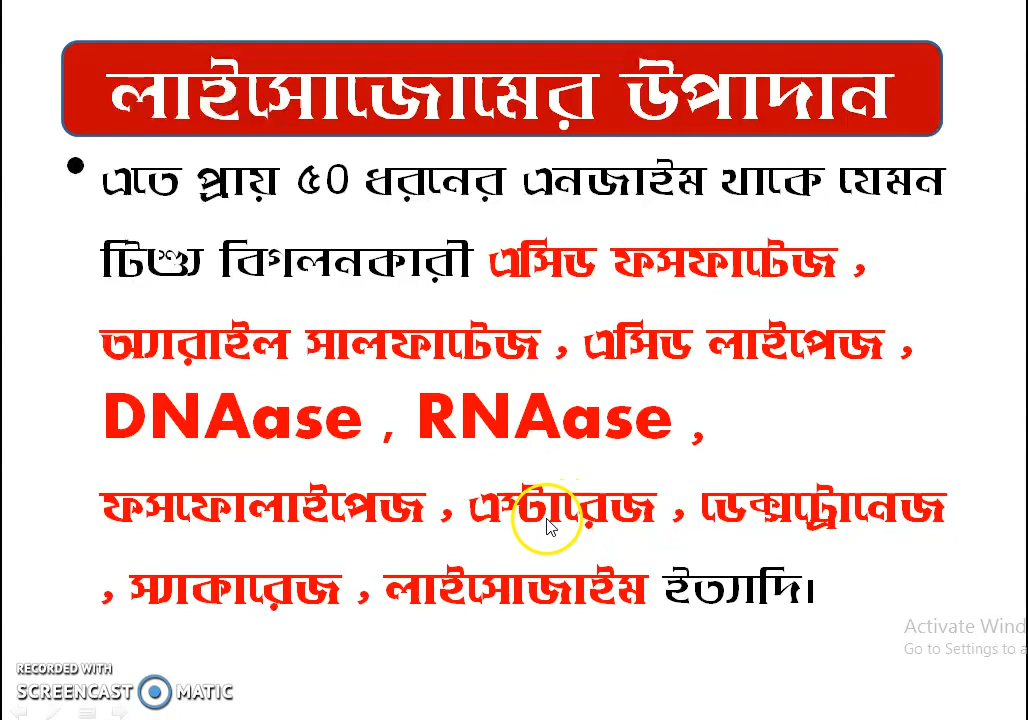 লাইসোজোমের উপাদান
• এতে প্রায় ৫0 ধরনের এনজাইম থাকে যেমন
টিশ্যু বিগলনকারী এসিড ফসফাটেজ ,
অ্যারাইল সালফাটেজ , এসিড লাইপেজ ,
DNAase , RNAase ,
ফসফোলাইপেজ , এস্টারেজ , ডেক্সট্রোনেজ
, স্যাকারেজ , লাইসোজাইম ইত্যাদি।
Activate Wind
Go to Settings to a
RECORDED WITH
SCREENCAST MATIC